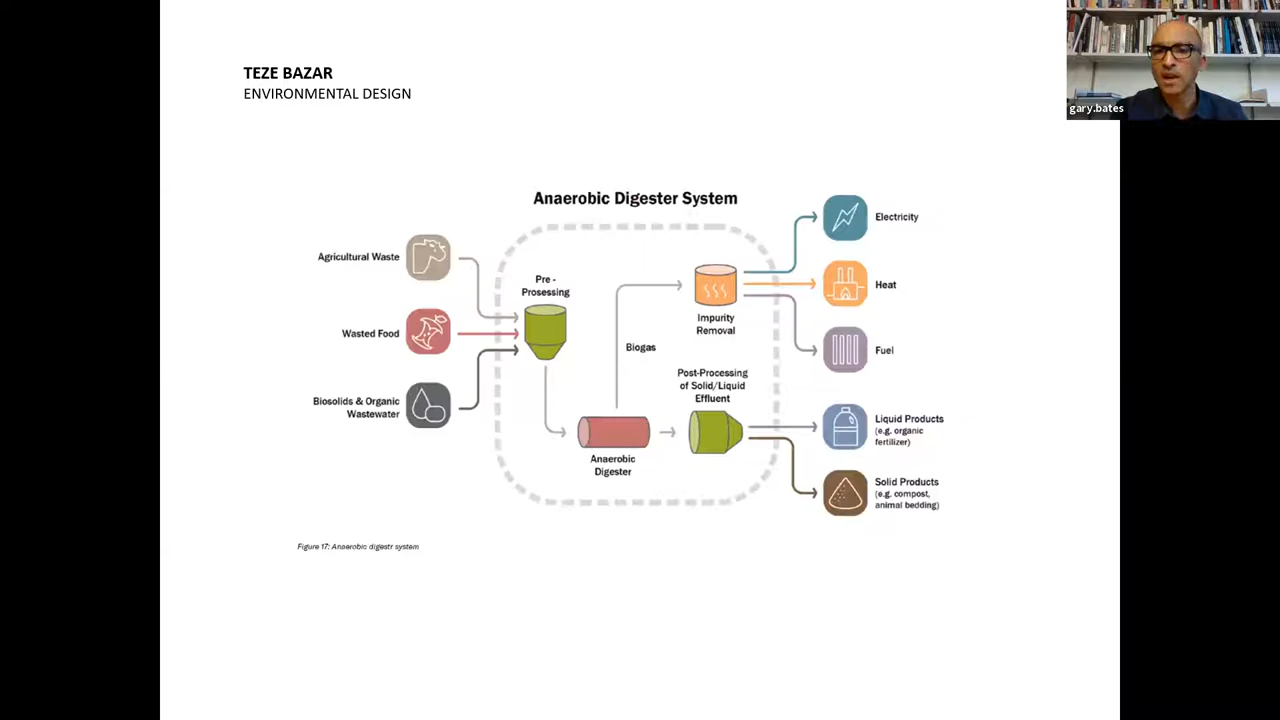 TEZE BAZAR
ENVIRONMENTAL DESIGN
gary.bates
Anaerobic Digester System
Agricultural Waste
Wasted Food
Biosolids & Organic
Wastewater
Pre -
Prosessing
Biogas
Anaerobic
Digester
Impurity
Removal
Post-Processing
of Solid/Liquid
Effluent
Electricity
Heat
Fuel
Liquid Products
(e.g. organic
fertilizer)
Solid Products
(e.g. compost,
animal bedding)
Figure 17: Anaerobic digestr system